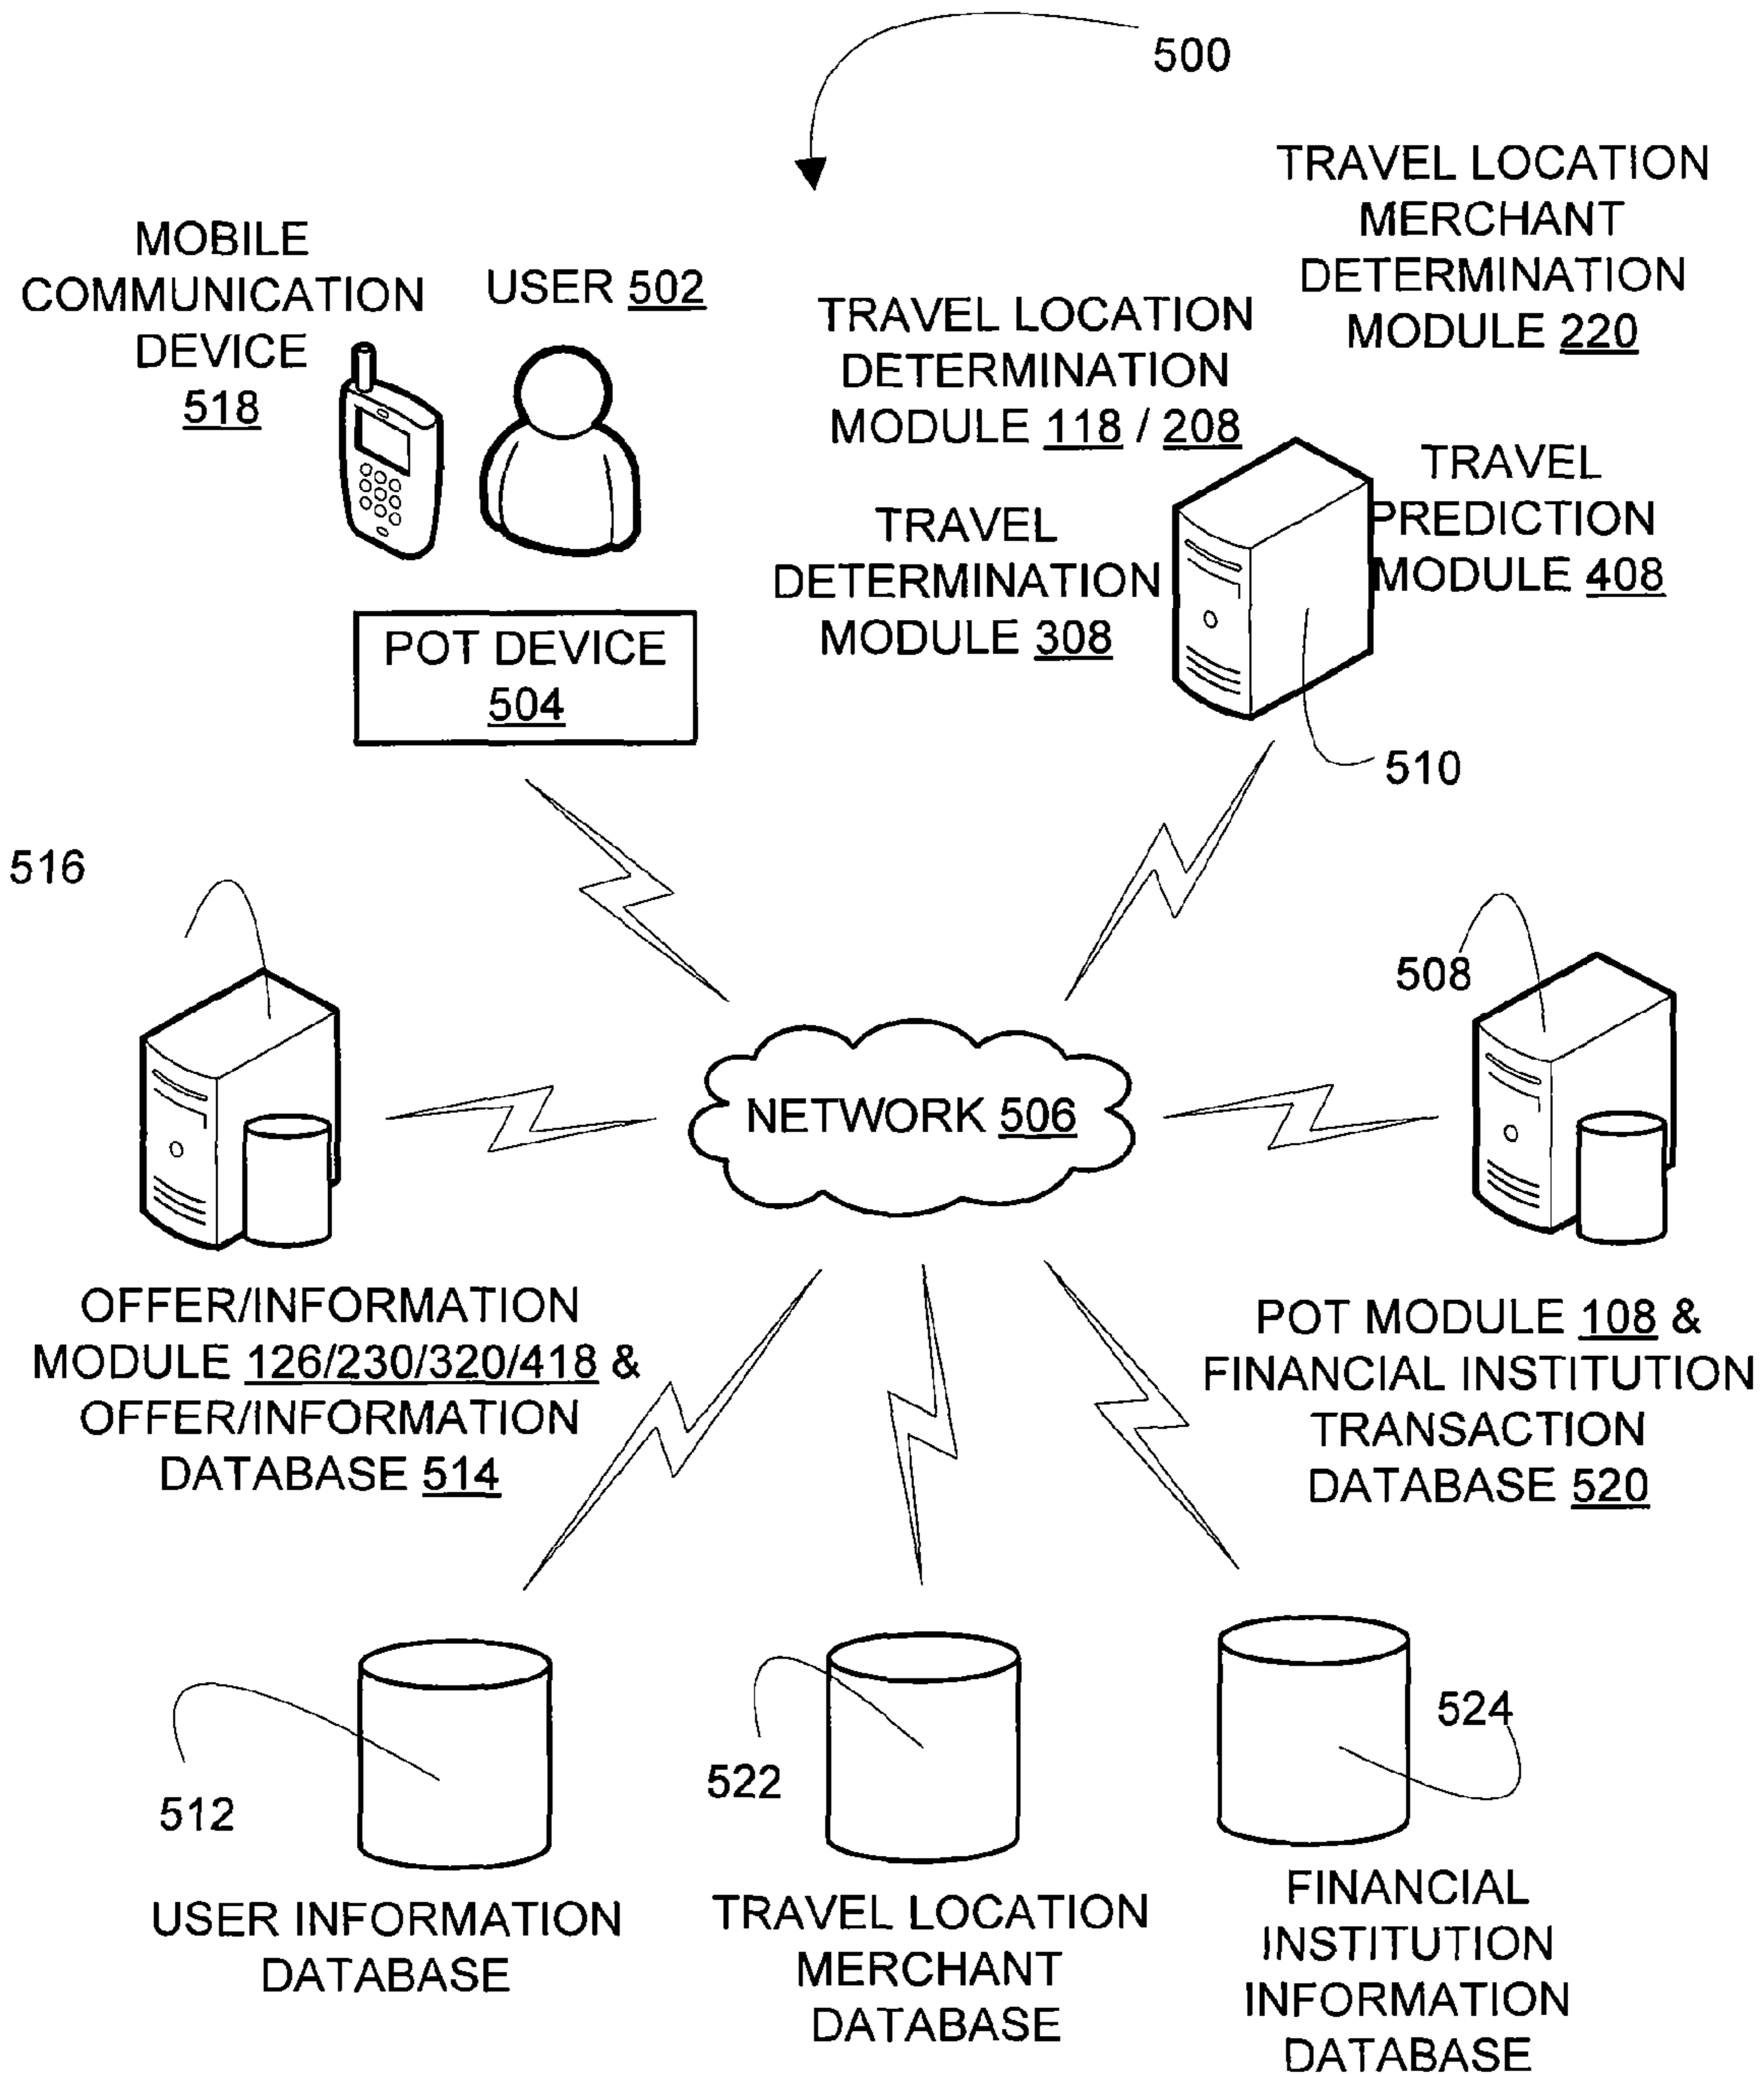 500
TRAVEL LOCATION
MERCHANT
DETERMINATION
MODULE 220
MOBILE
COMMUNICATION
DEVICE
518
USER 502
TRAVEL LOCATION
DETERMINATION
MODULE 118 / 208
TRAVEL
PREDICTION
MODULE 408
TRAVEL
DETERMINATION
MODULE 308
POT DEVICE
504
510
516
508
NETWORK 506
OFFER/INFORMATION
MODULE 126/230/320/418 &
OFFER/INFORMATION
DATABASE 514
POT MODULE 108 &
FINANCIAL INSTITUTION
TRANSACTION
DATABASE 520
512
522
524
USER INFORMATION
DATABASE
TRAVEL LOCATION
MERCHANT
DATABASE
FINANCIAL
INSTITUTION
INFORMATION
DATABASE